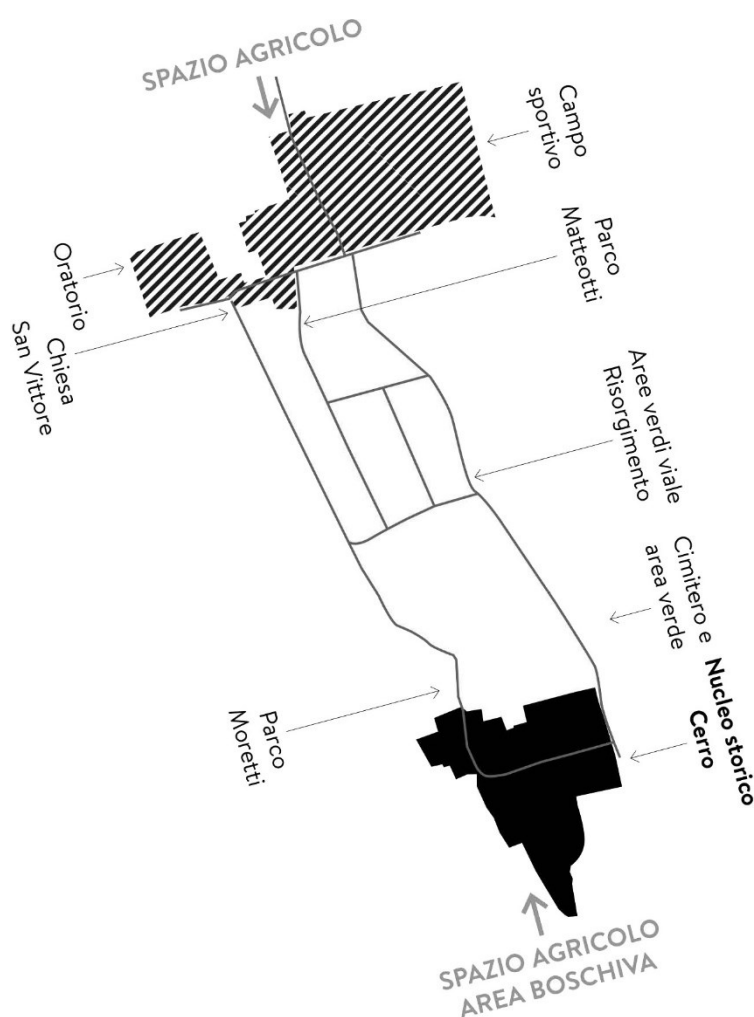 SPAZIO AGRICOLO
Campo
sportivo
Parco
Matteotti
Oratorio
Chiesa
San Vittore
Aree verdi viale
Risorgimento
Cimitero e
area verde
Nucleo storico
Cerro
Parco
Moretti
SPAZIO AGRICOLO
AREA BOSCHIVA